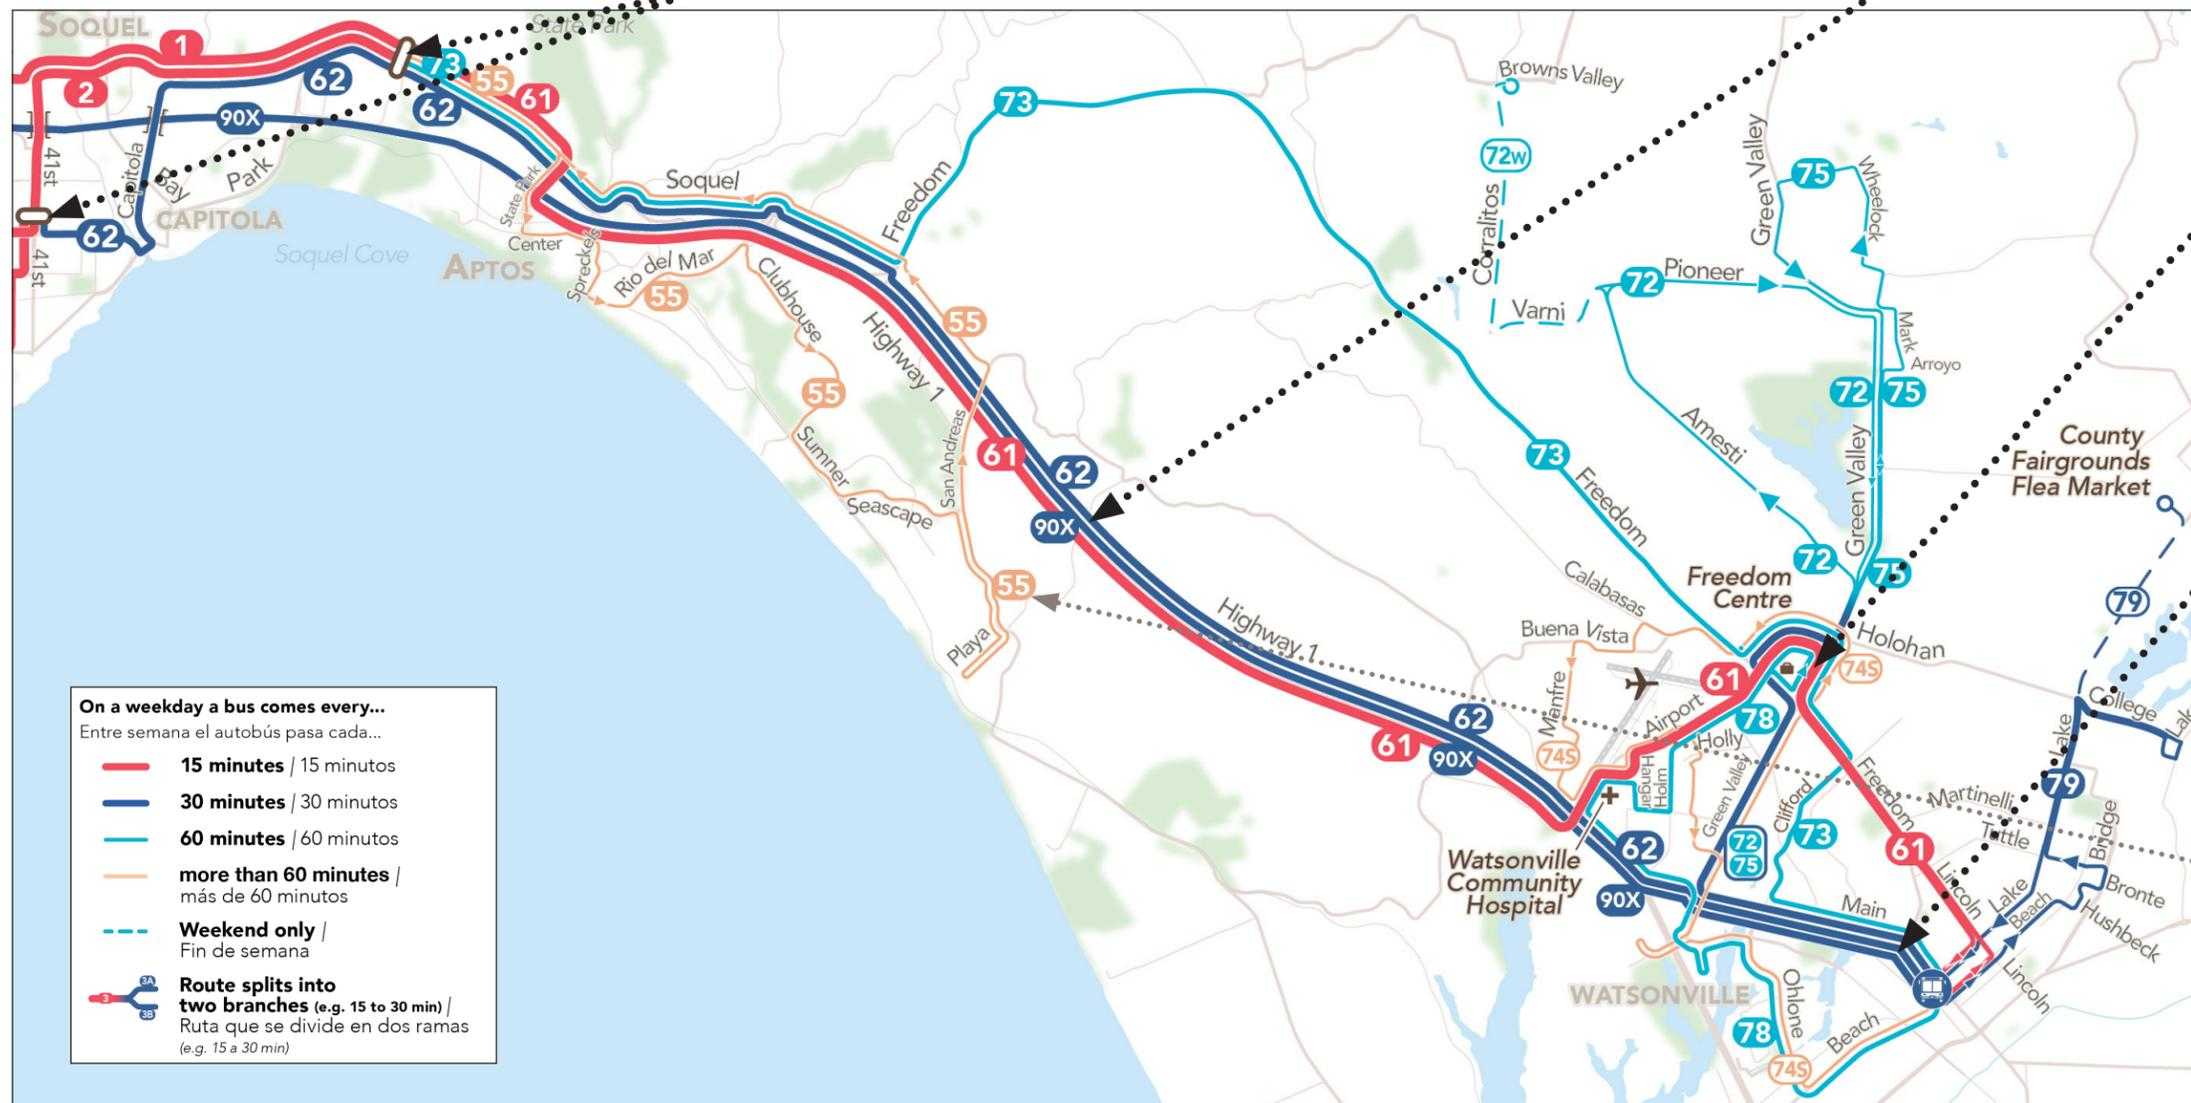 SOQUEL
State Park
1
2
62
73
55
61
62
90X
41st
Capitola
Bay
Park
CAPITOLA
62
41st
Soquel Cove
APTOS
State Park
Center
Spreckels
Rio del Mar
55
Soquel
Clubhouse
55
Sumner
Seascape
San Andreas
55
Playa
55
Highway 1
61
62
90X
Freedom
73
73
Freedom
Browns Valley
72W
Corralitos
Varni
72
Pioneer
Green Valley
75
Wheelock
Mark
Arroyo
72
75
Amesti
Green Valley
72
75
County
Fairgrounds
Flea Market
79
Highway 1
62
61
90X
Calabasas
Buena Vista
Freedom
Centre
Holohan
74S
61
78
Airport
Manfre
74S
Holly
Hangar
Holm
Green Valley
Clifford
73
Freedom
61
Martinelli
Tuttle
Lake
College
Lak
79
Bridge
Bronte
Hushbeck
Lake
Beach
Lincoln
Lincoln
Watsonville
Community
Hospital
62
90X
72
75
Main
WATSONVILLE
Ohlone
78
74S
Beach
On a weekday a bus comes every...
Entre semana el autobús pasa cada...
15 minutes / 15 minutos
30 minutes / 30 minutos
60 minutes / 60 minutos
more than 60 minutes /
más de 60 minutos
Weekend only /
Fin de semana
3
3A
3B
Route splits into
two branches (e.g. 15 to 30 min) /
Ruta que se divide en dos ramas
(e.g. 15 a 30 min)